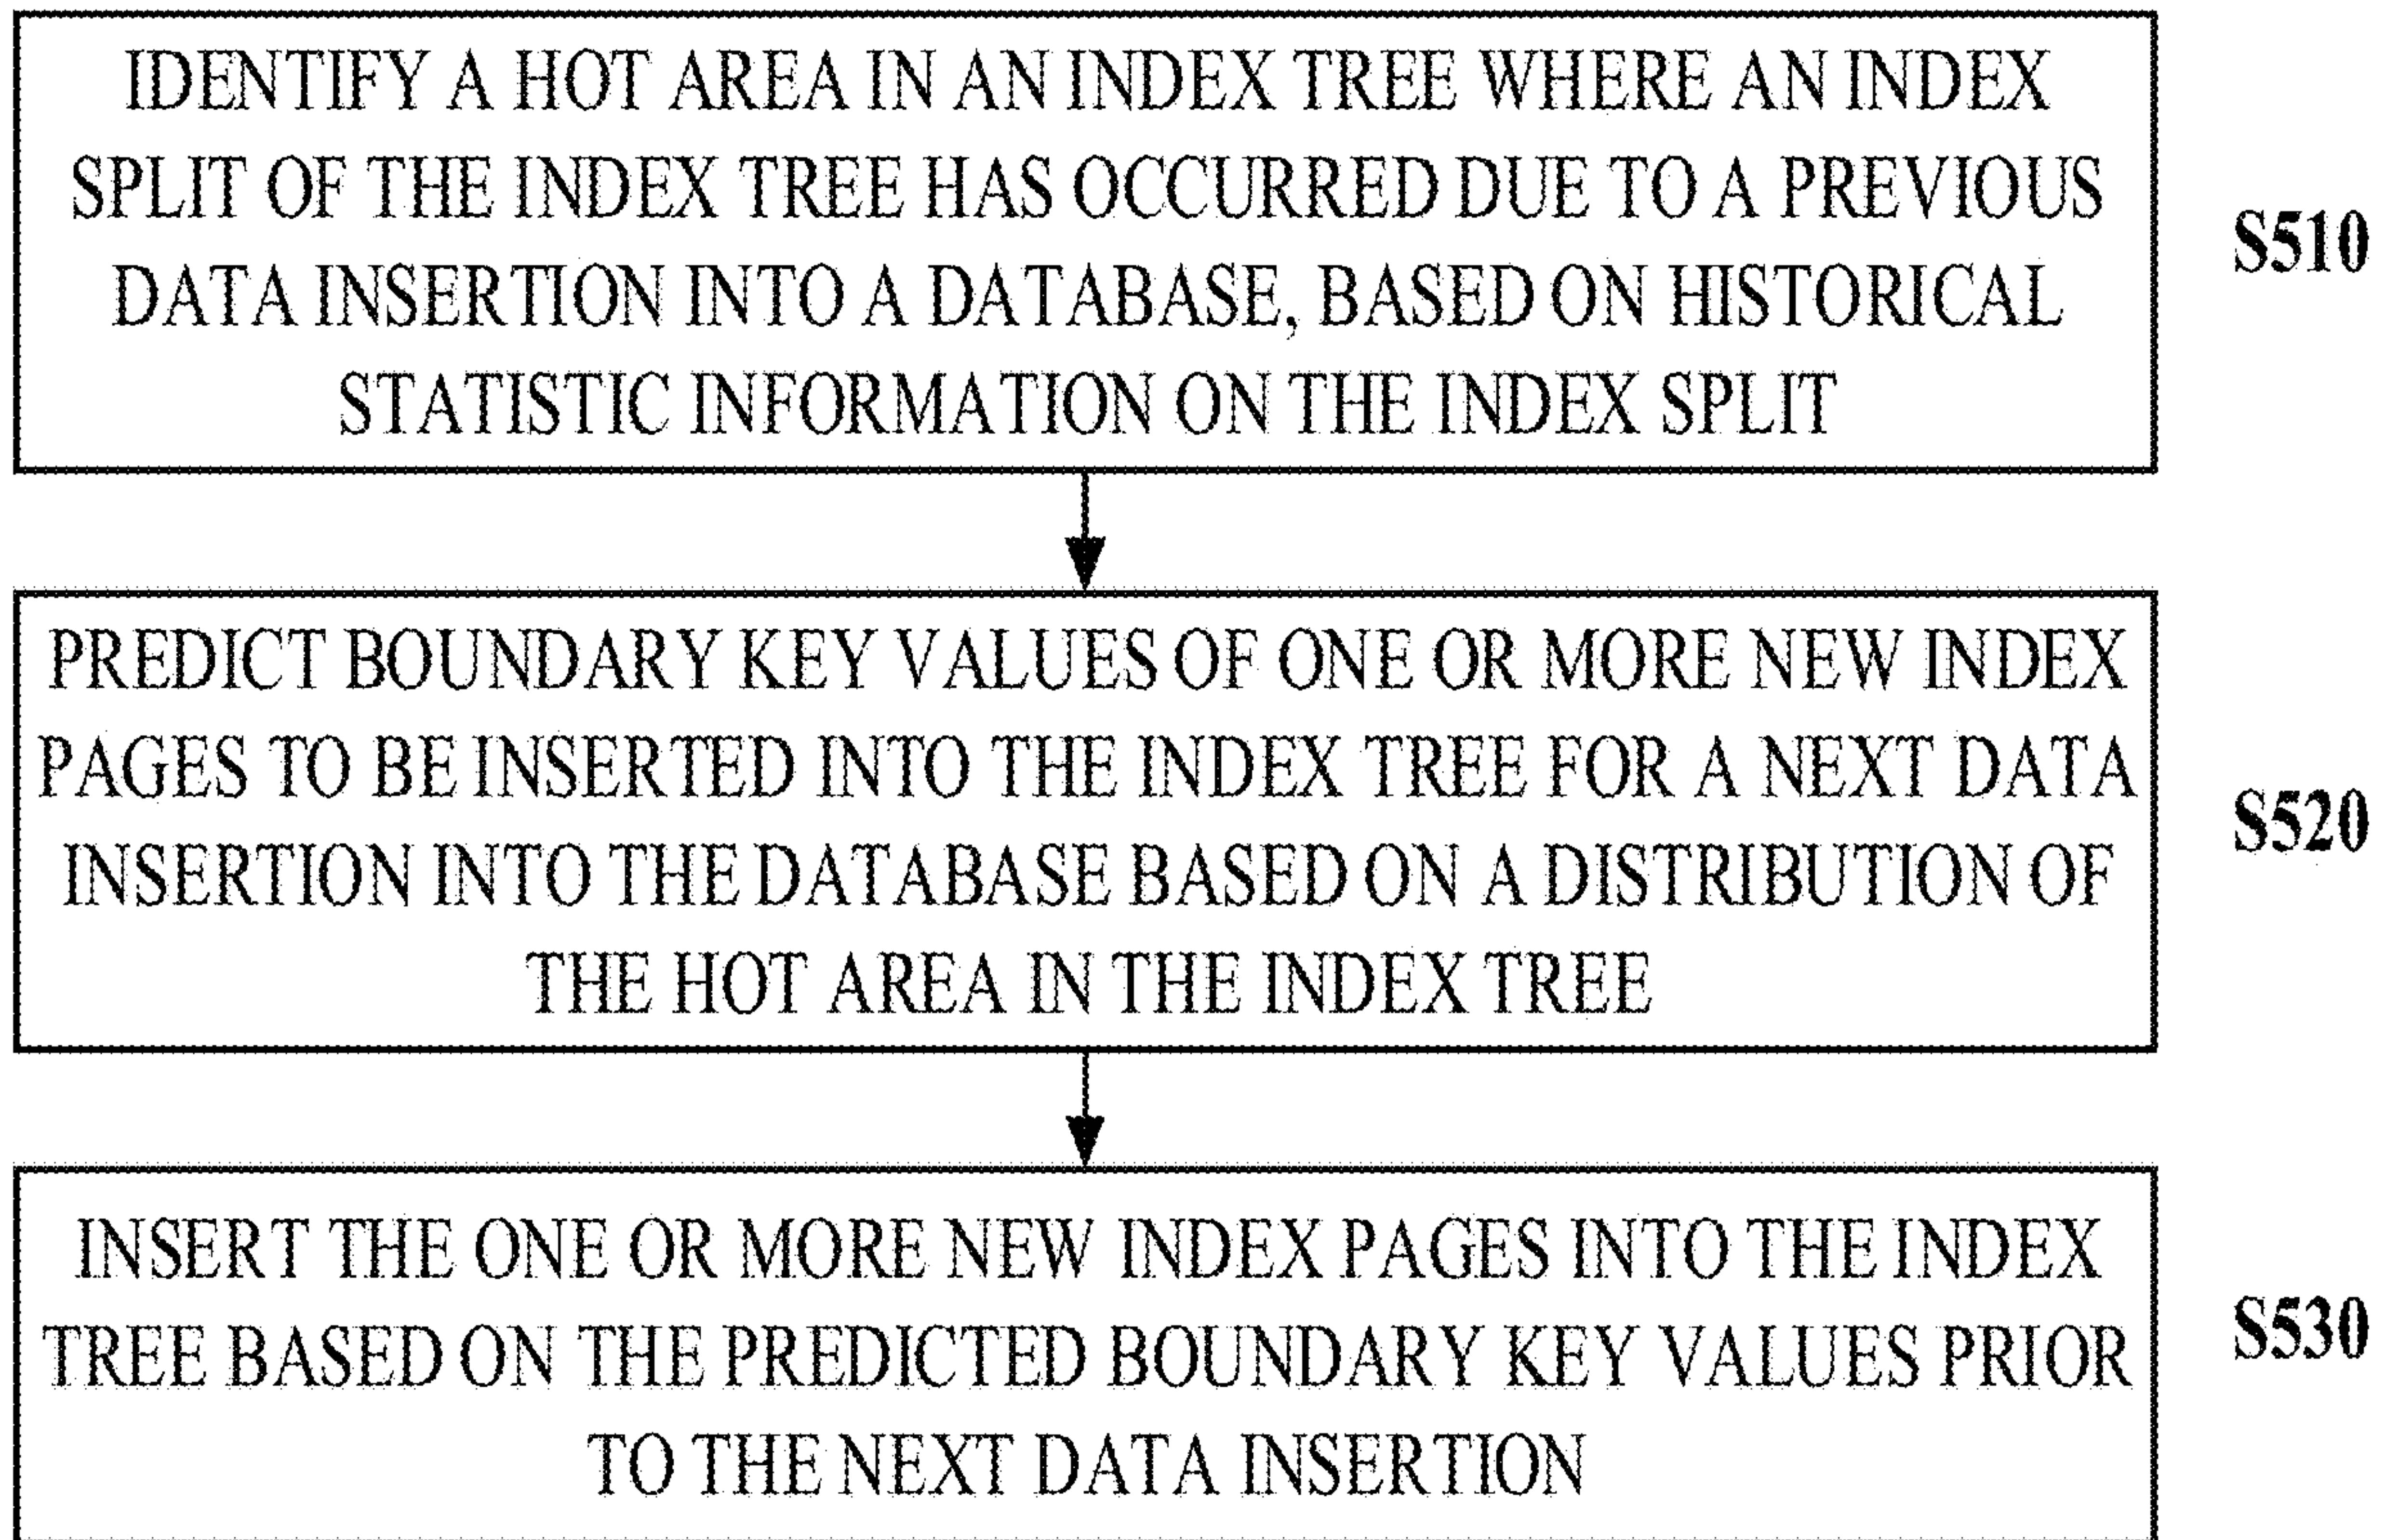 IDENTIFY A HOT AREA IN AN INDEX TREE WHERE AN INDEX
SPLIT OF THE INDEX TREE HAS OCCURRED DUE TO A PREVIOUS
DATA INSERTION INTO A DATABASE, BASED ON HISTORICAL
STATISTIC INFORMATION ON THE INDEX SPLIT
S510
PREDICT BOUNDARY KEY VALUES OF ONE OR MORE NEW INDEX
PAGES TO BE INSERTED INTO THE INDEX TREE FOR A NEXT DATA
INSERTION INTO THE DATABASE BASED ON A DISTRIBUTION OF
THE HOT AREA IN THE INDEX TREE
S520
INSERT THE ONE OR MORE NEW INDEX PAGES INTO THE INDEX
TREE BASED ON THE PREDICTED BOUNDARY KEY VALUES PRIOR
TO THE NEXT DATA INSERTION
S530